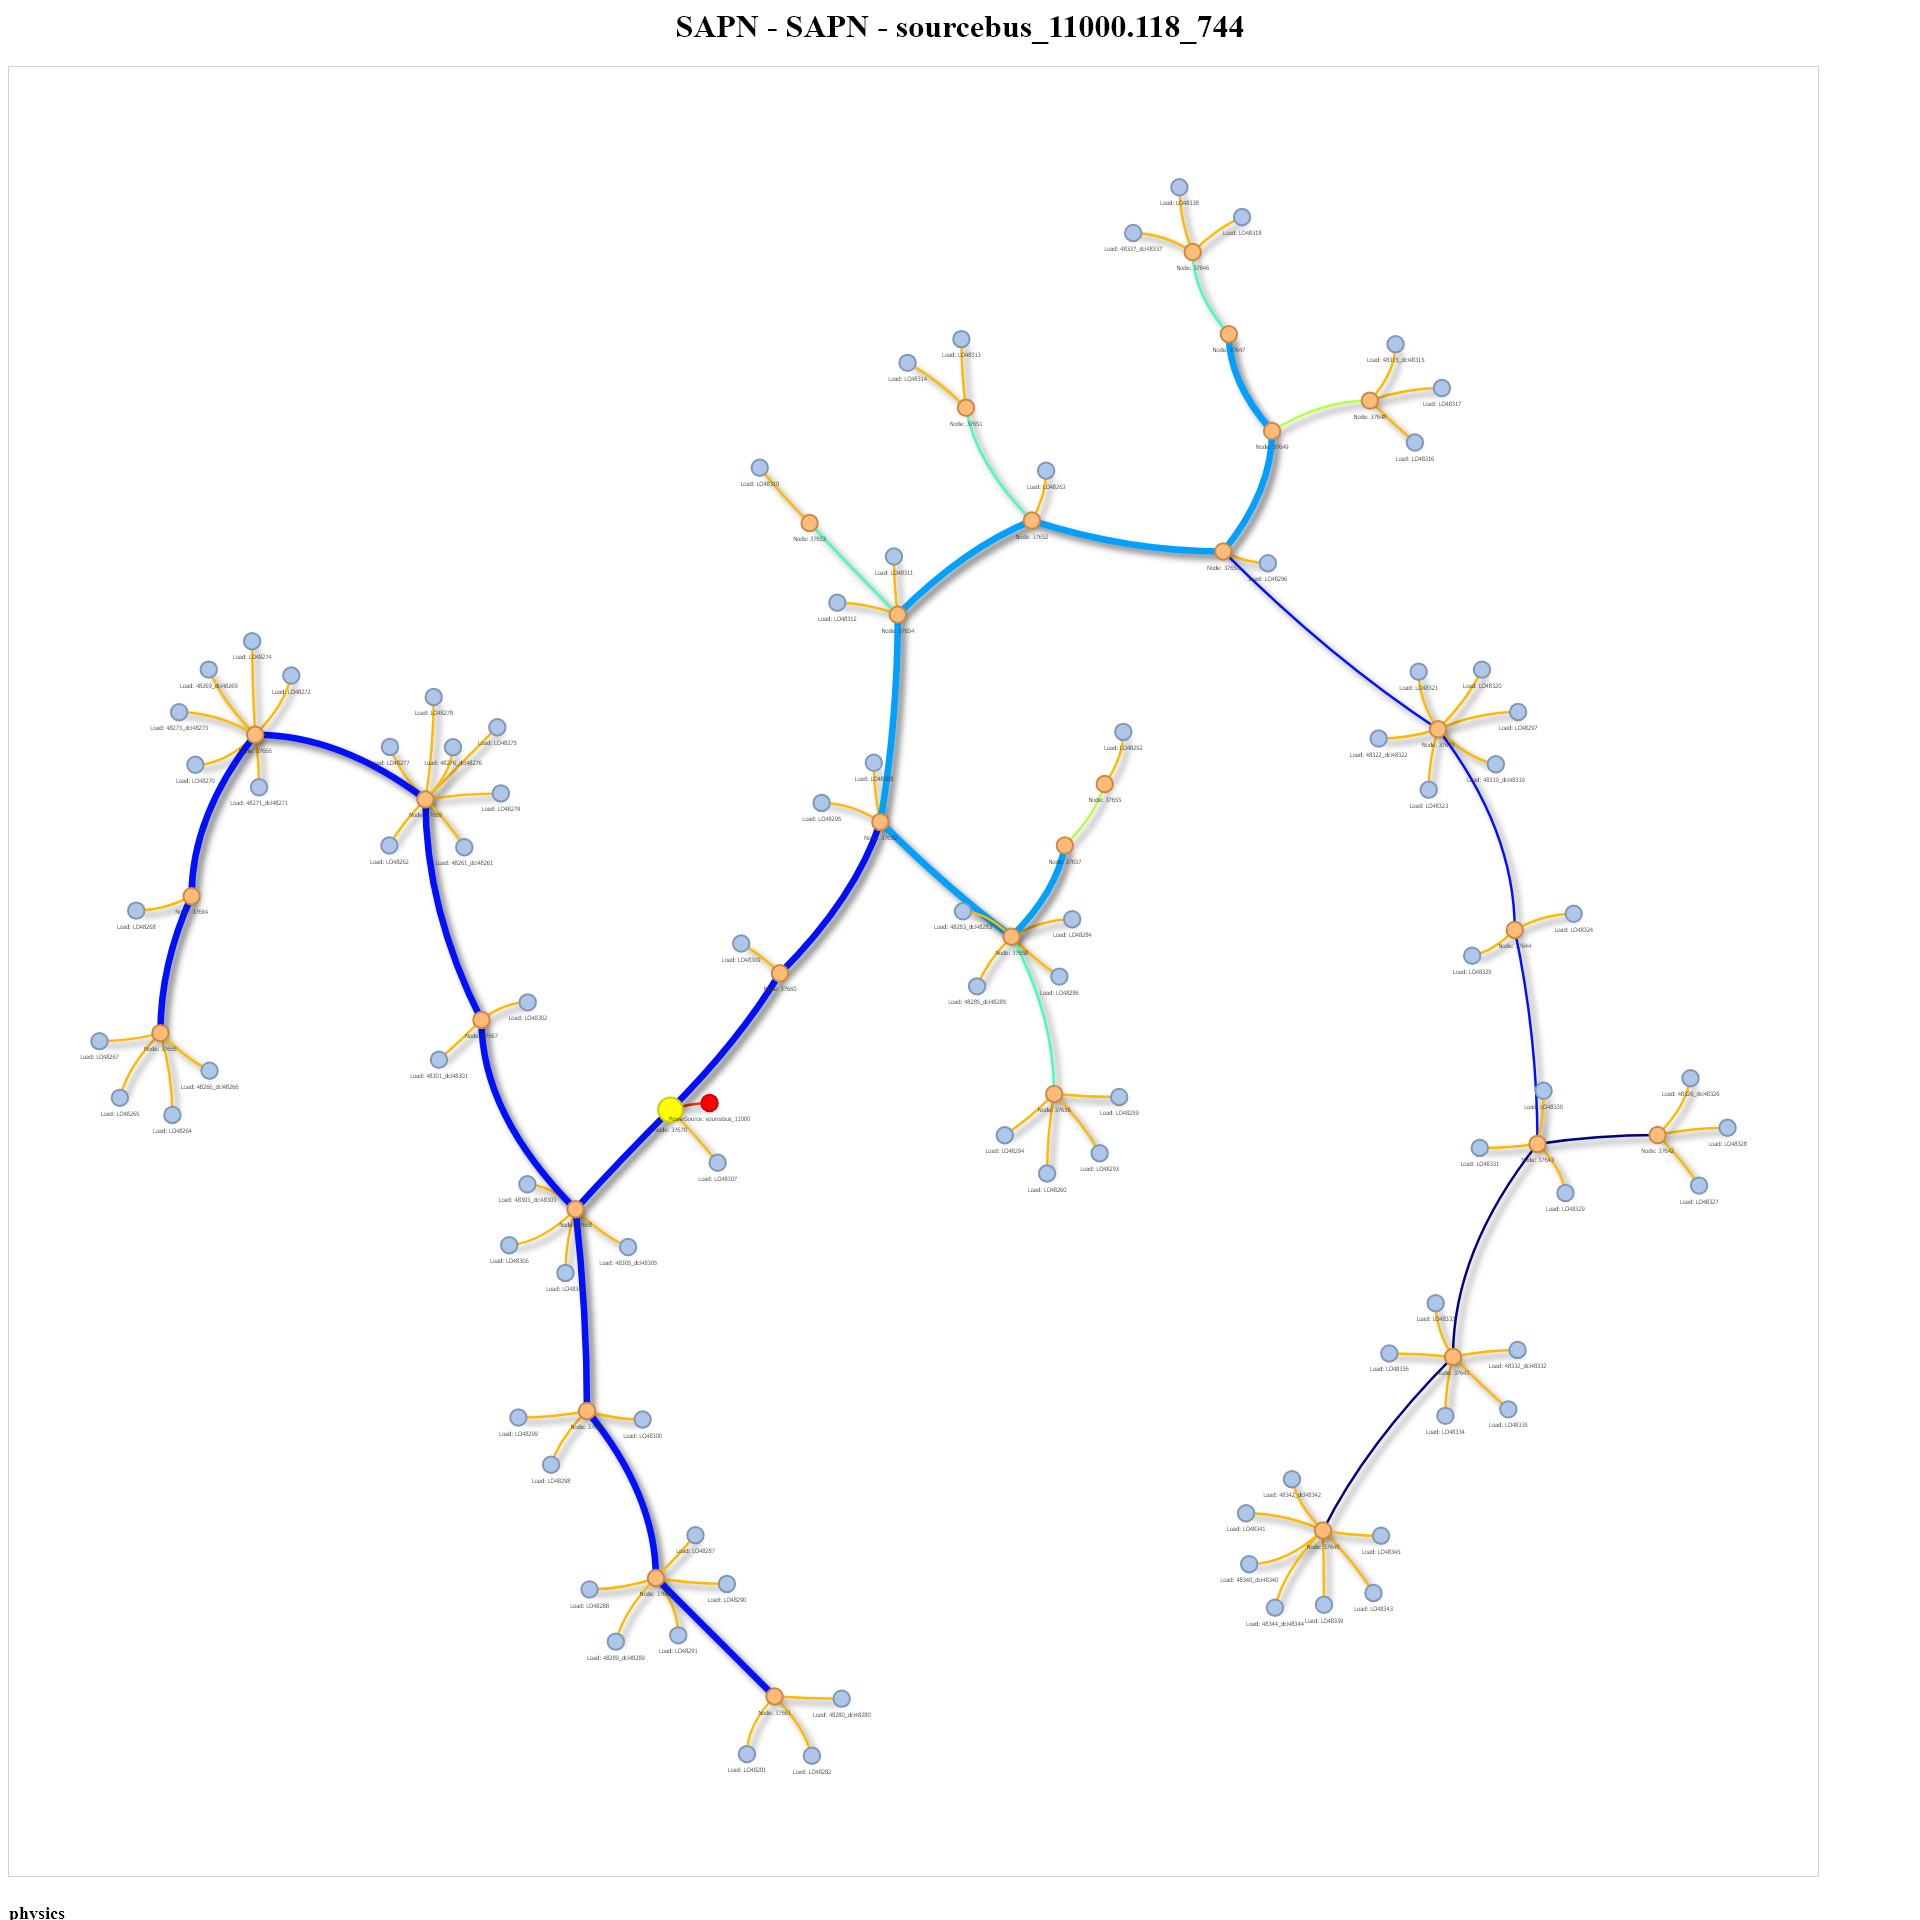 SAPN - SAPN - sourcebus_11000.118_744
Load: LO48338
Load: LO48318
Load: 48337_dcl48337
Node: 37646
Node: 37647
Load: LO48313
Load: 48315_dcl48315
Load: LO48314
Load: LO48317
Node: 37648
Node: 37651
Node: 37649
Load: LO48316
Load: LO48310
Load: LO48263
Node: 37653
Node: 37652
Load: LO48311
Load: LO48296
Load: LO48312
Node: 37654
Load: LO48274
Load: 48269_dcl48269
Load: LO48272
Load: LO48321
Load: LO48320
Load: LO48278
Load: 48273_dcl48273
Load: LO48297
Load: LO48275
Load: LO48292
Node: 37666
Load: 48322_dcl48322
Load: LO48277
Load: 48276_dcl48276
Load: LO48270
Load: LO48308
Load: 48319_dcl48319
Node: 37655
Load: 48271_dcl48271
Load: LO48323
Load: LO48279
Node: 37669
Load: LO48295
Load: LO48262
Load: 48261_dcl48261
Node: 37657
Node: 37664
Load: LO48268
Load: 48283_dcl48283
Load: LO48284
Load: LO48324
Node: 37644
Node: 37658
Load: LO48309
Load: LO48325
Node: 37660
Load: LO48286
Load: 48285_dcl48285
Load: LO48302
Node: 37667
Node: 37665
Load: LO48267
Load: 48301_dcl48301
Load: 48266_dcl48266
Load: 48326_dcl48326
Load: LO48330
Node: 37656
Load: LO48259
Load: LO48265
PowerSource: sourcebus_11000
Node: 37670
Load: LO48264
Load: LO48328
Load: LO48294
Node: 37642
Node: 37643
Load: LO48331
Load: LO48293
Load: LO48307
Load: LO48260
Load: 48303_dcl48303
Load: LO48327
Load: LO48329
Node: 37668
Load: LO48306
Load: 48305_dcl48305
Load: LO48333
Load: 48332_dcl48332
Load: LO48336
Node: 37641
Load: LO48335
Load: LO48334
Load: LO48299
Load: LO48300
Load: LO48298
Load: 48342_dcl48342
Load: LO48341
Node: 37640
Load: LO48287
Load: LO48345
Load: 48340_dcl48340
Load: LO48290
Load: LO48288
Load: LO48343
Load: 48344_dcl48344
Load: LO48339
Load: LO48291
Load: 48289_dcl48289
Node: 37661
Load: 48280_dcl48280
Load: LO48281
Load: LO48282
physics